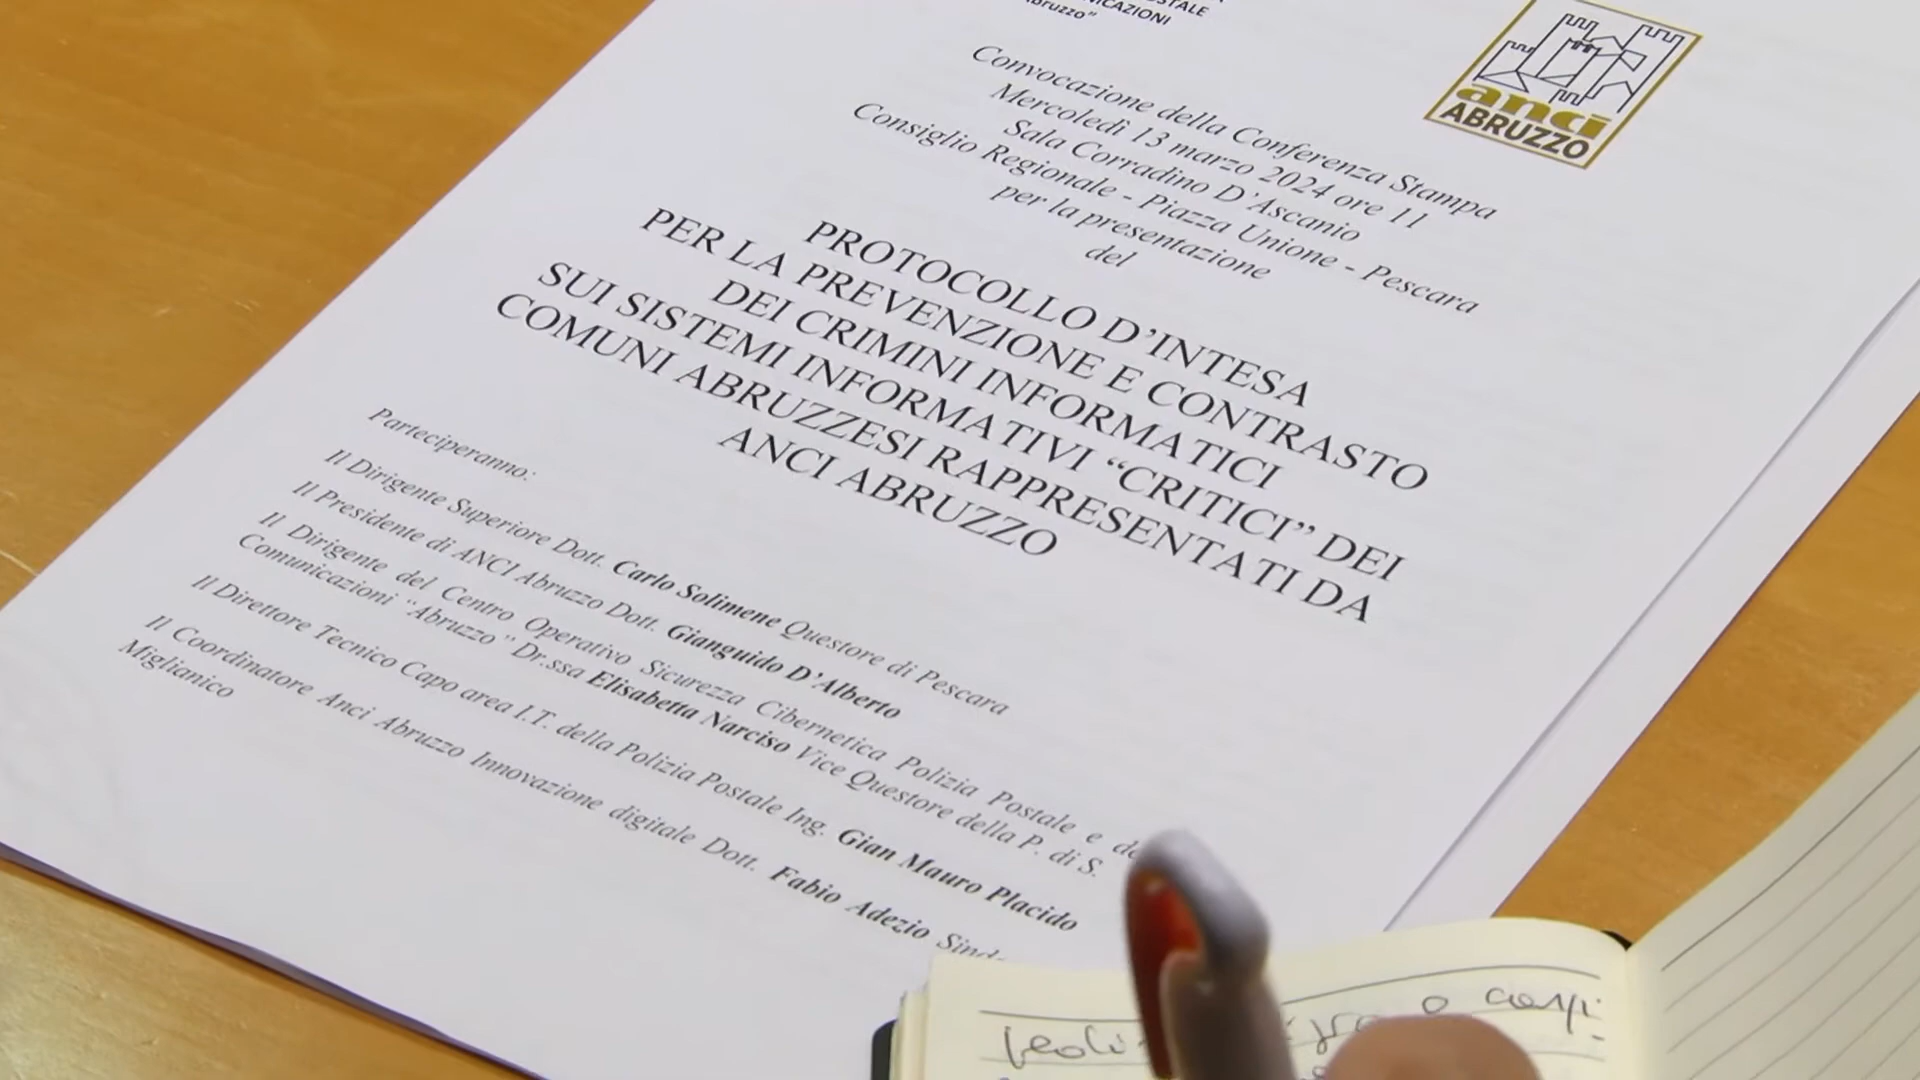 Abruzzo"
anci
ABRUZZO
Convocazione della Conferenza Stampa
Mercoledì 13 marzo 2024 ore 11
Sala Corradino D'Ascanio
Consiglio Regionale - Piazza Unione - Pescara
per la presentazione
del
PROTOCOLLO D'INTESA
PER LA PREVENZIONE E CONTRASTO
DEI CRIMINI INFORMATICI
SUI SISTEMI INFORMATIVI "CRITICI" DEI
COMUNI ABRUZZESI RAPPRESENTATI DA
ANCI ABRUZZO
Parteciperanno:
Il Dirigente Superiore Dott. Carlo Solimene Questore di Pescara
Il Presidente di ANCI Abruzzo Dott. Gianguido D'Alberto
Il Dirigente del Centro Operativo Sicurezza Cibernetica Polizia Postale e
Comunicazioni "Abruzzo" Dr.ssa Elisabetta Narciso Vice Questore della P. di S.
Il Direttore Tecnico Capo area I.T. della Polizia Postale Ing. Gian Mauro Placido
Il Coordinatore Anci Abruzzo Innovazione digitale Dott. Fabio Adezio
Miglianico